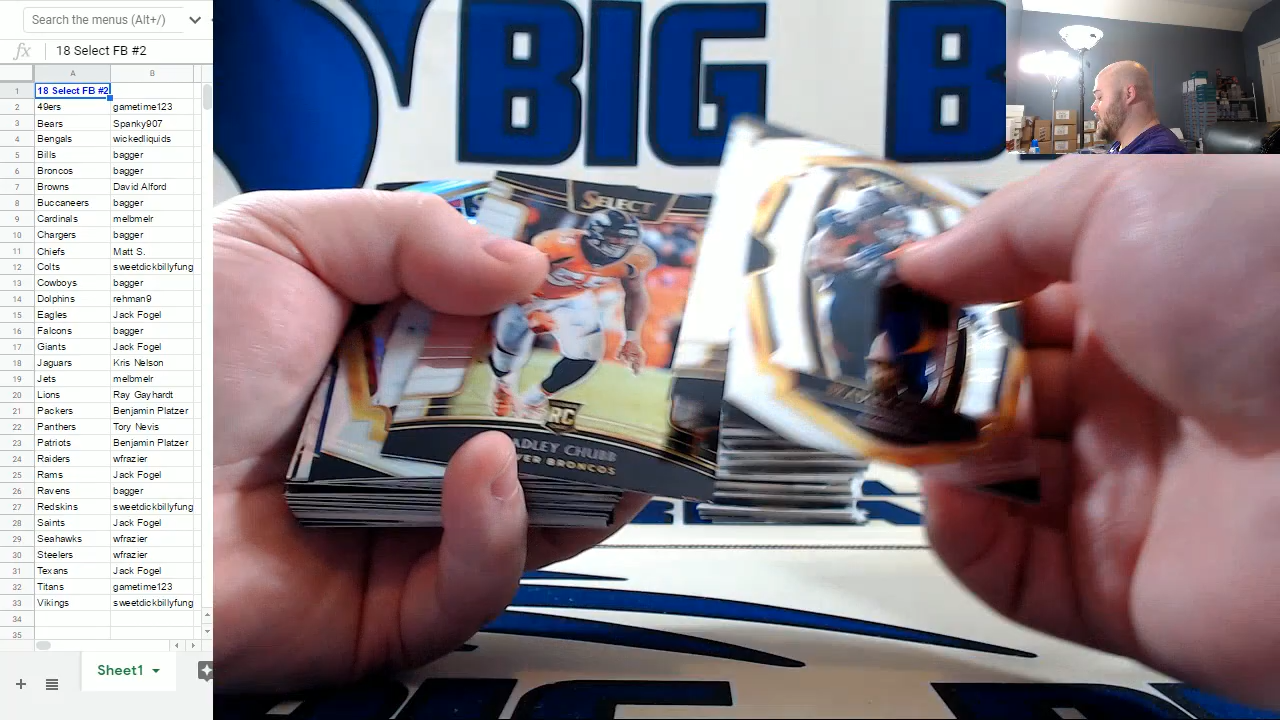 Search the menus (Alt+/)
fx 18 Select FB #2
A B
1 18 Select FB #2
2 49ers gametime123
3 Bears Spanky907
4 Bengals wickedliquids
5 Bills bagger
6 Broncos bagger
7 Browns David Alford
8 Buccaneers bagger
9 Cardinals melbmelr
10 Chargers bagger
11 Chiefs Matt S.
12 Colts sweetdickbillyfung
13 Cowboys bagger
14 Dolphins rehman9
15 Eagles Jack Fogel
16 Falcons bagger
17 Giants Jack Fogel
18 Jaguars Kris Nelson
19 Jets melbmelr
20 Lions Ray Gayhardt
21 Packers Benjamin Platzer
22 Panthers Tory Nevis
23 Patriots Benjamin Platzer
24 Raiders wfrazier
25 Rams Jack Fogel
26 Ravens bagger
27 Redskins sweetdickbillyfung
28 Saints Jack Fogel
29 Seahawks wfrazier
30 Steelers wfrazier
31 Texans Jack Fogel
32 Titans gametime123
33 Vikings sweetdickbillyfung
34
35
Sheet1
BIG B
SELECT
RC
ADLEY CHUBB
VER BRONCOS
BIG